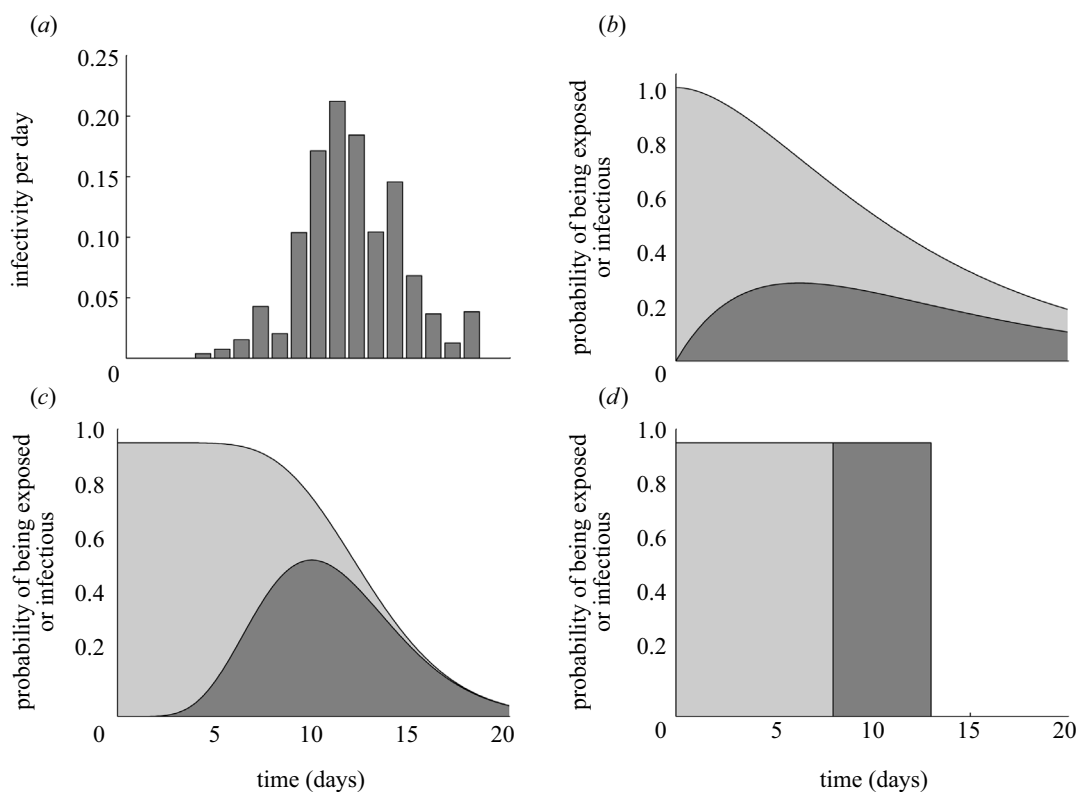 (a)
0.25
0.20
0.15
0.10
0.05
0
infectivity per day
(b)
1.0
0.8
0.6
0.4
0.2
0
probability of being exposed
or infectious
(c)
1.0
0.8
0.6
0.4
0.2
0
5
10
15
20
probability of being exposed
or infectious
time (days)
(d)
1.0
0.8
0.6
0.4
0.2
0
5
10
15
20
probability of being exposed
or infectious
time (days)